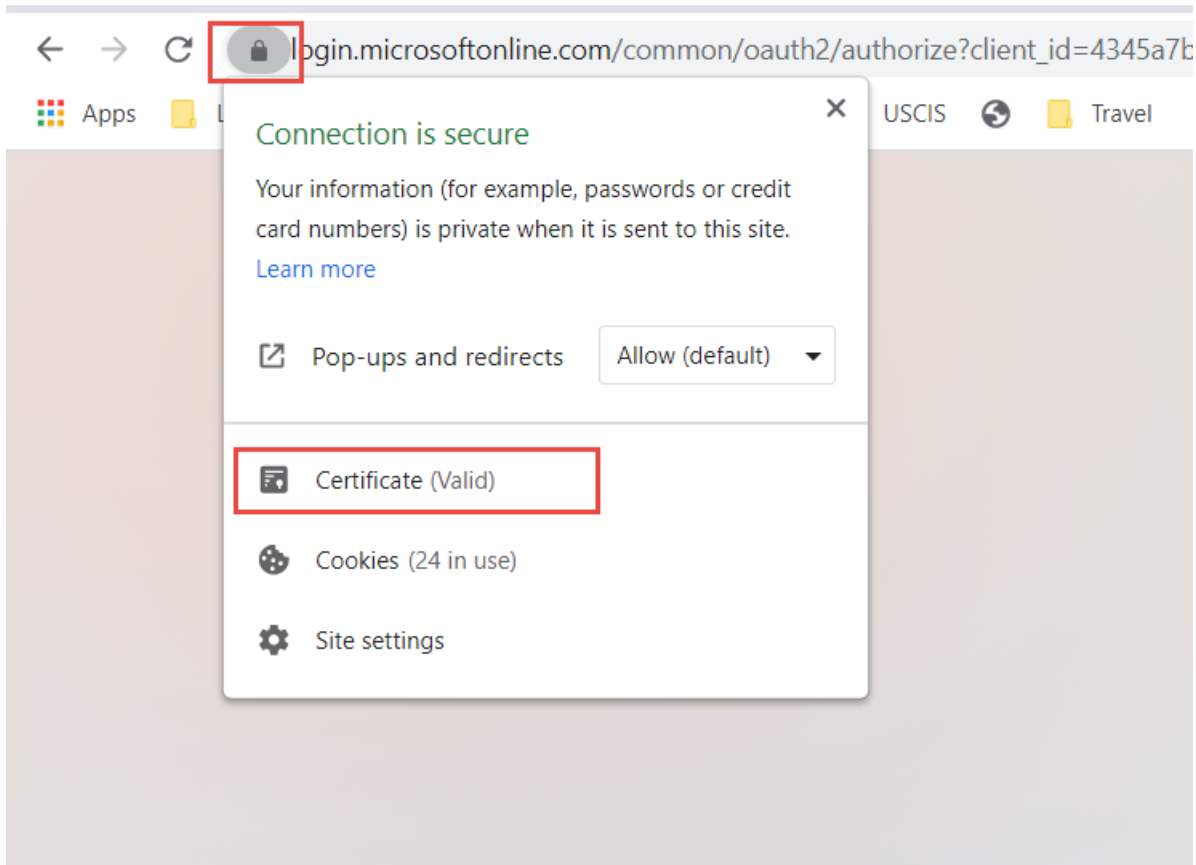 login.microsoftonline.com/common/oauth2/authorize?client_id=4345a7b
Apps
L
USCIS
Travel
Connection is secure
Your information (for example, passwords or credit
card numbers) is private when it is sent to this site.
Learn more
Pop-ups and redirects
Allow (default)
Certificate (Valid)
Cookies (24 in use)
Site settings